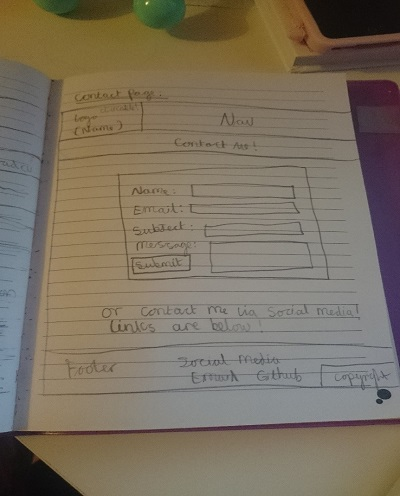 Contact Page.
Logo
(Name)
Nav
Contact Me!
Name:
Email:
Subject:
Message:
Submit
Or contact me via Social media!
Links are below!
Footer
Social Media
Email Github
Copyright